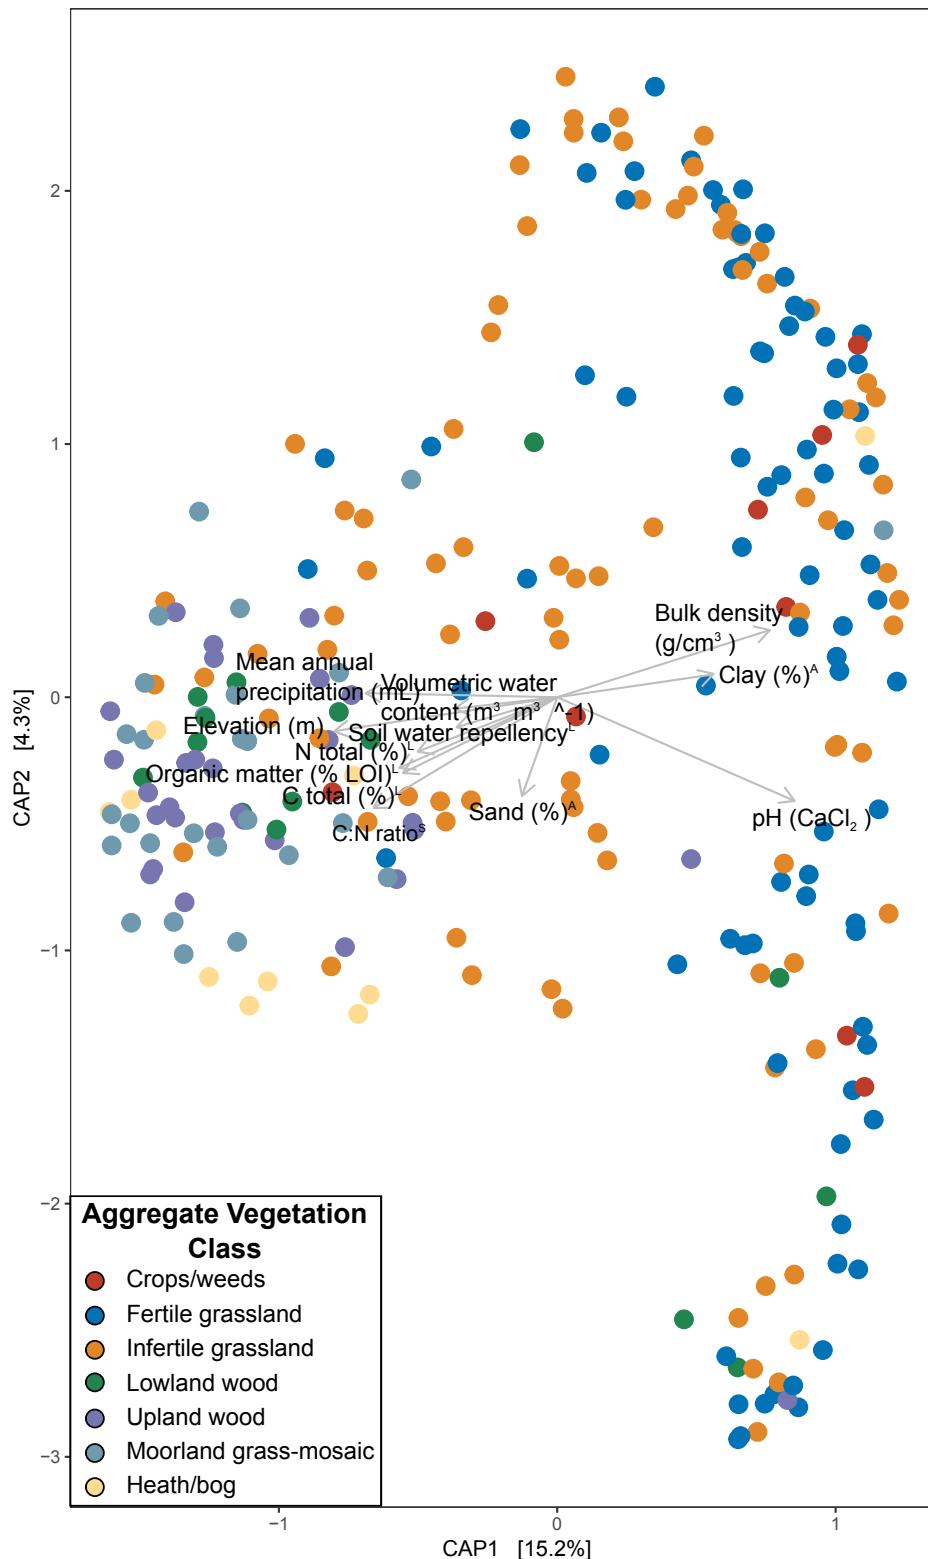 2
1
0
−1
−2
−3
CAP2 [4.3%]
Bulk density
(g/cm³ )
Clay (%)ᴬ
Mean annual
precipitation (mL)
Volumetric water
content (m³ m³ ^-1)
Elevation (m)
Soil water repellencyᴸ
N total (%)ᴸ
Organic matter (% LOI)ᴸ
C total (%)ᴸ
C:N ratioˢ
Sand (%)ᴬ
pH (CaCl₂ )
Aggregate Vegetation
Class
Crops/weeds
Fertile grassland
Infertile grassland
Lowland wood
Upland wood
Moorland grass-mosaic
Heath/bog
−1
0
1
CAP1 [15.2%]